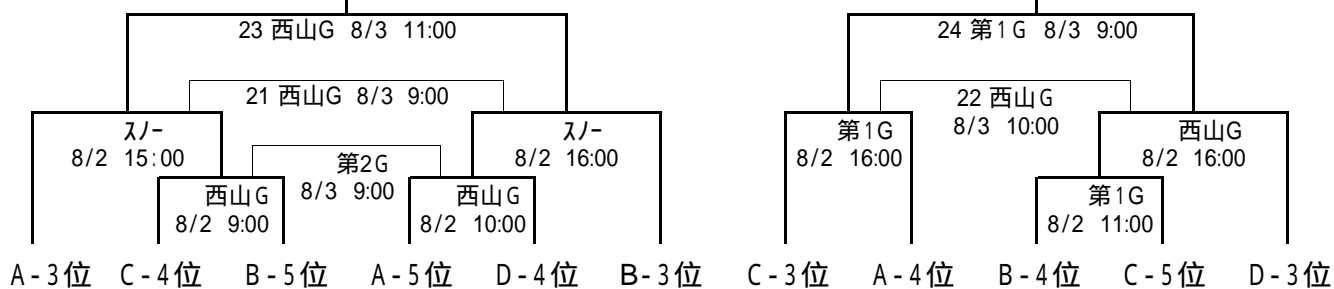 23 西山G 8/3 11:00
24 第1G 8/3 9:00
21 西山G 8/3 9:00
22 西山G
8/3 10:00
ｽﾉｰ
8/2 15:00
ｽﾉｰ
8/2 16:00
第1G
8/2 16:00
西山G
8/2 16:00
第2G
8/3 9:00
西山G
8/2 9:00
西山G
8/2 10:00
第1G
8/2 11:00
A-3位 C-4位 B-5位 A-5位 D-4位 B-3位 C-3位 A-4位 B-4位 C-5位 D-3位